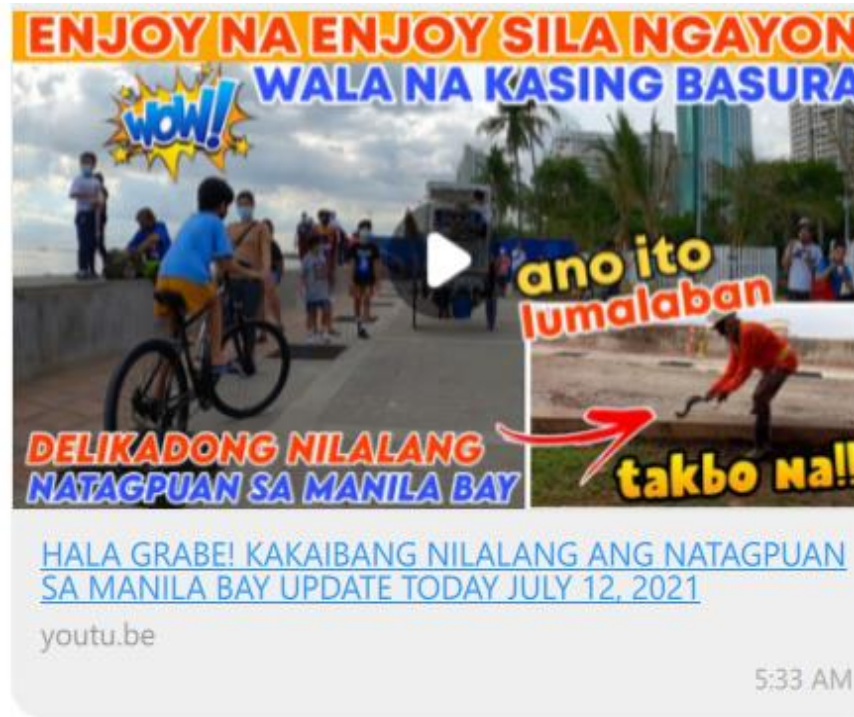 ENJOY NA ENJOY SILA NGAYON
WALA NA KASING BASURA
WOW!
ano ito
lumalaban
DELIKADONG NILALANG
NATAGPUAN SA MANILA BAY
takbo Na!!
HALA GRABE! KAKAIBANG NILALANG ANG NATAGPUAN
SA MANILA BAY UPDATE TODAY JULY 12, 2021
youtu.be
5:33 AM